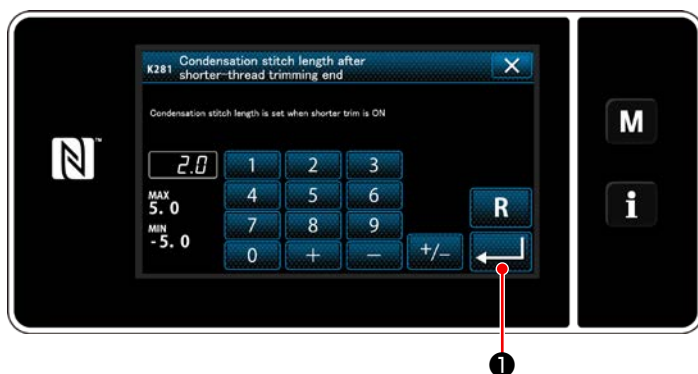 K281 Condensation stitch length after
shorter-thread trimming end
Condensation stitch length is set when shorter trim is ON
2.0
1 2 3
MAX
5.0
4 5 6
R
MIN
-5.0
7 8 9
0 + − +/−
M
i
N
™
❶